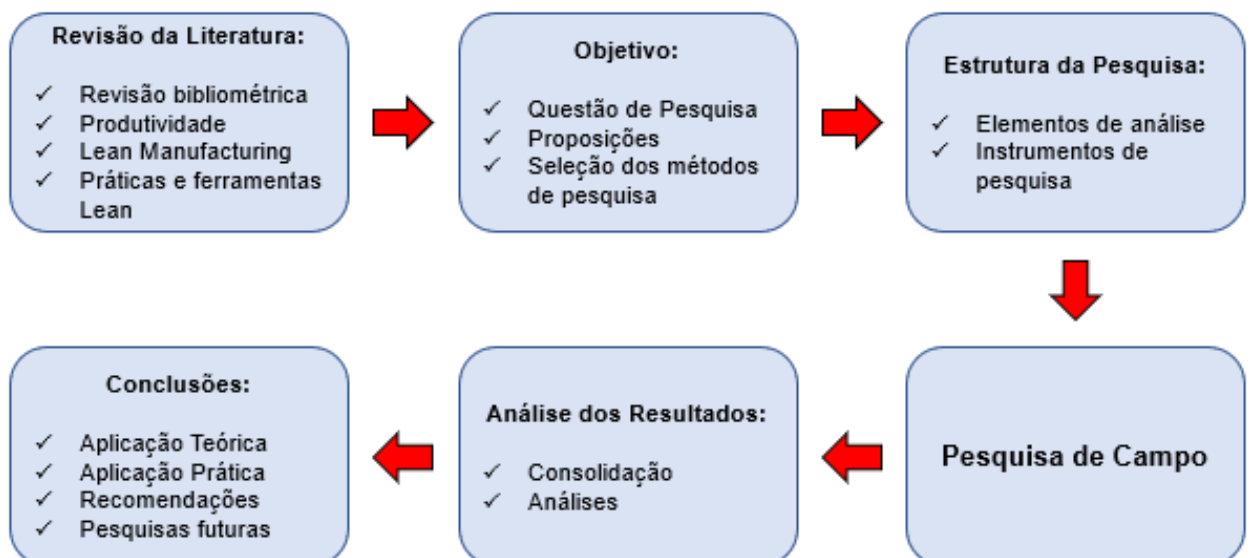 Revisão da Literatura:
✓ Revisão bibliométrica
✓ Produtividade
✓ Lean Manufacturing
✓ Práticas e ferramentas
Lean
Objetivo:
✓ Questão de Pesquisa
✓ Proposições
✓ Seleção dos métodos
de pesquisa
Estrutura da Pesquisa:
✓ Elementos de análise
✓ Instrumentos de
pesquisa
Pesquisa de Campo
Análise dos Resultados:
✓ Consolidação
✓ Análises
Conclusões:
✓ Aplicação Teórica
✓ Aplicação Prática
✓ Recomendações
✓ Pesquisas futuras